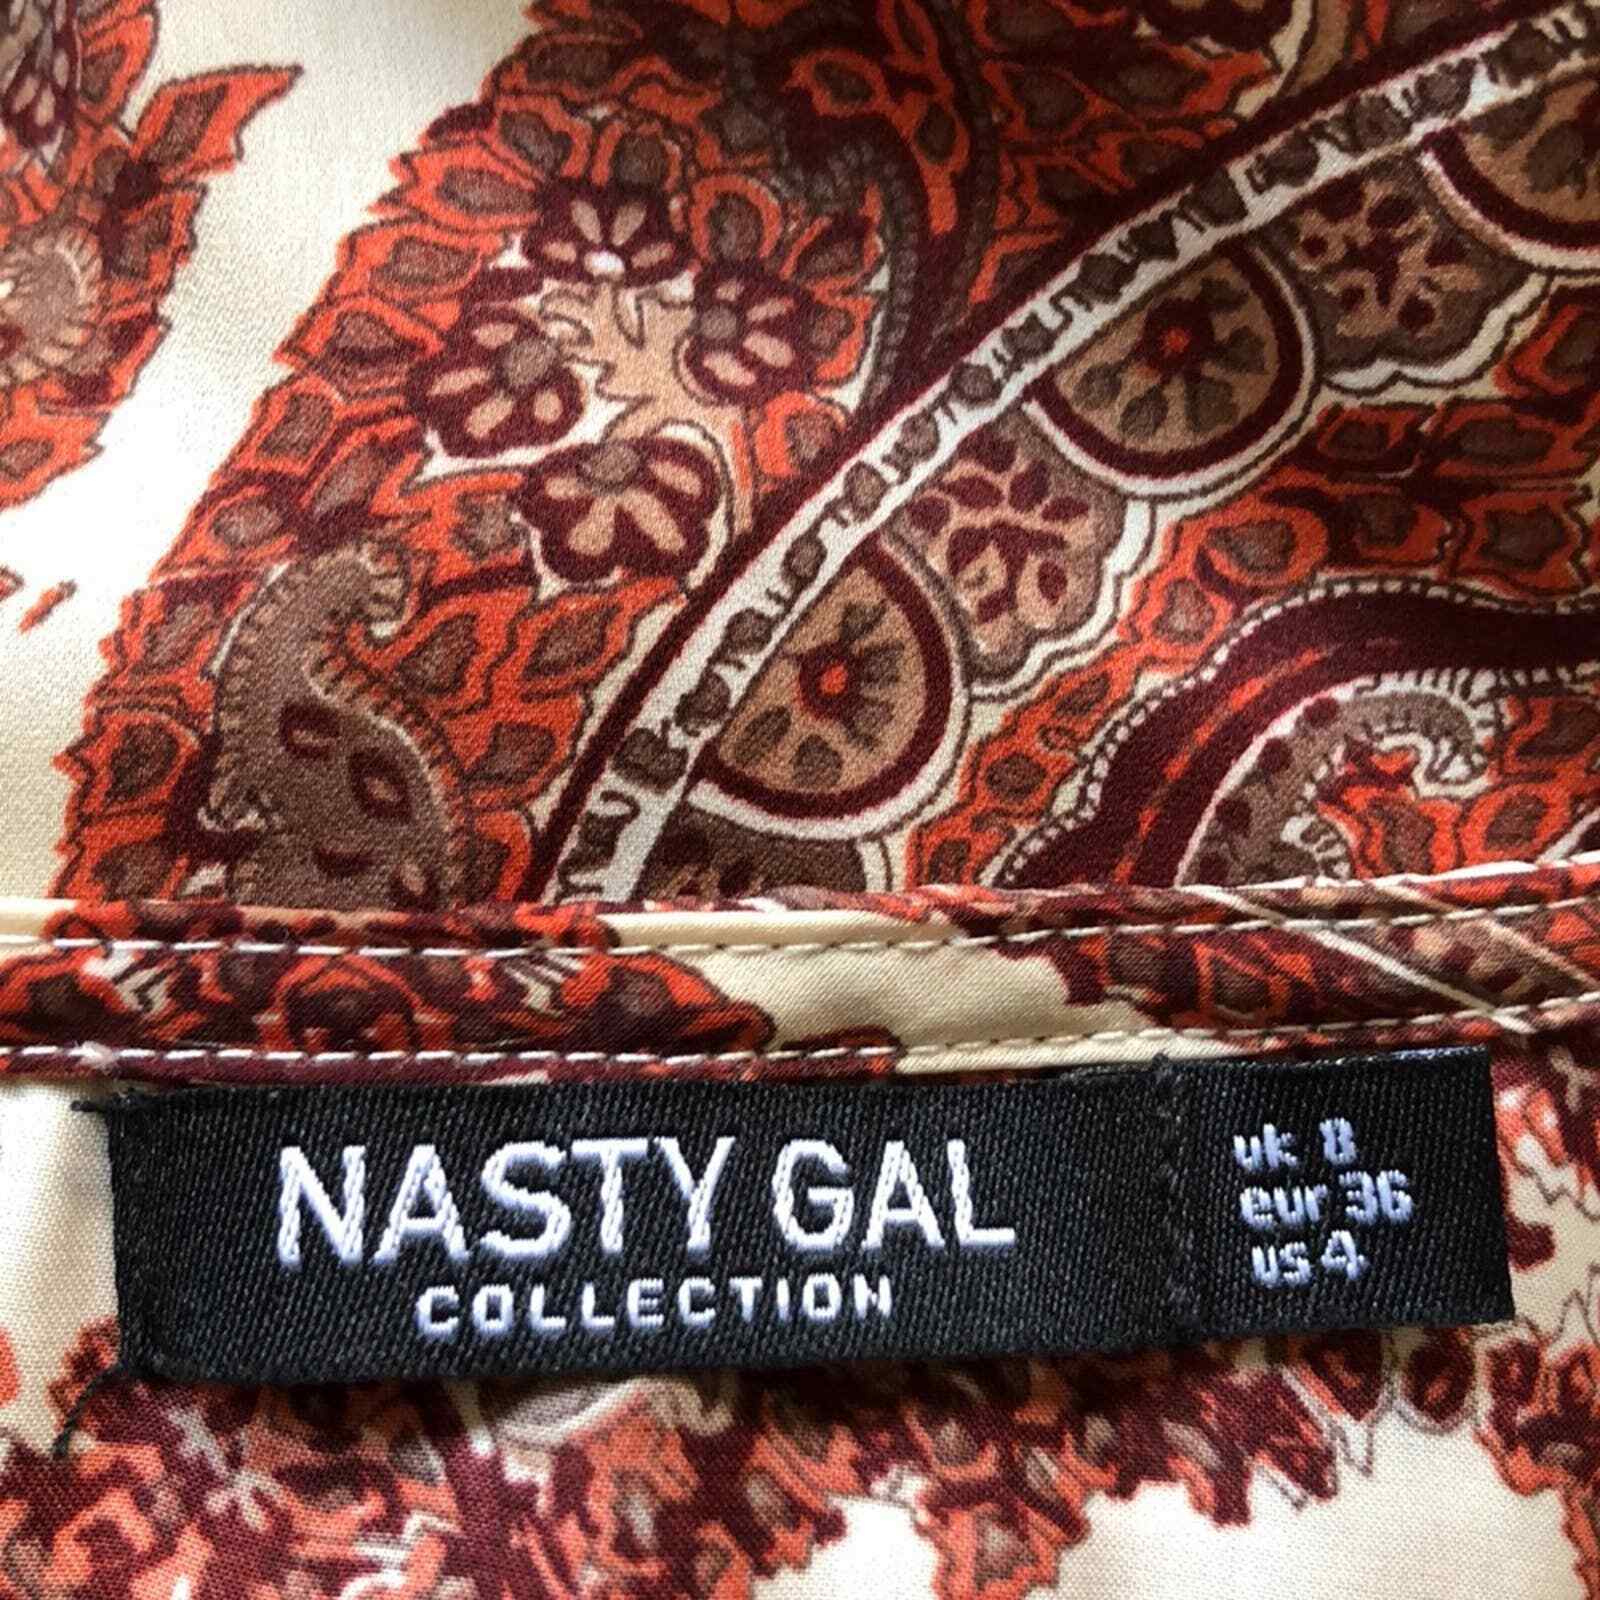 NASTY GAL
COLLECTION
uk 8
eur 36
us 4